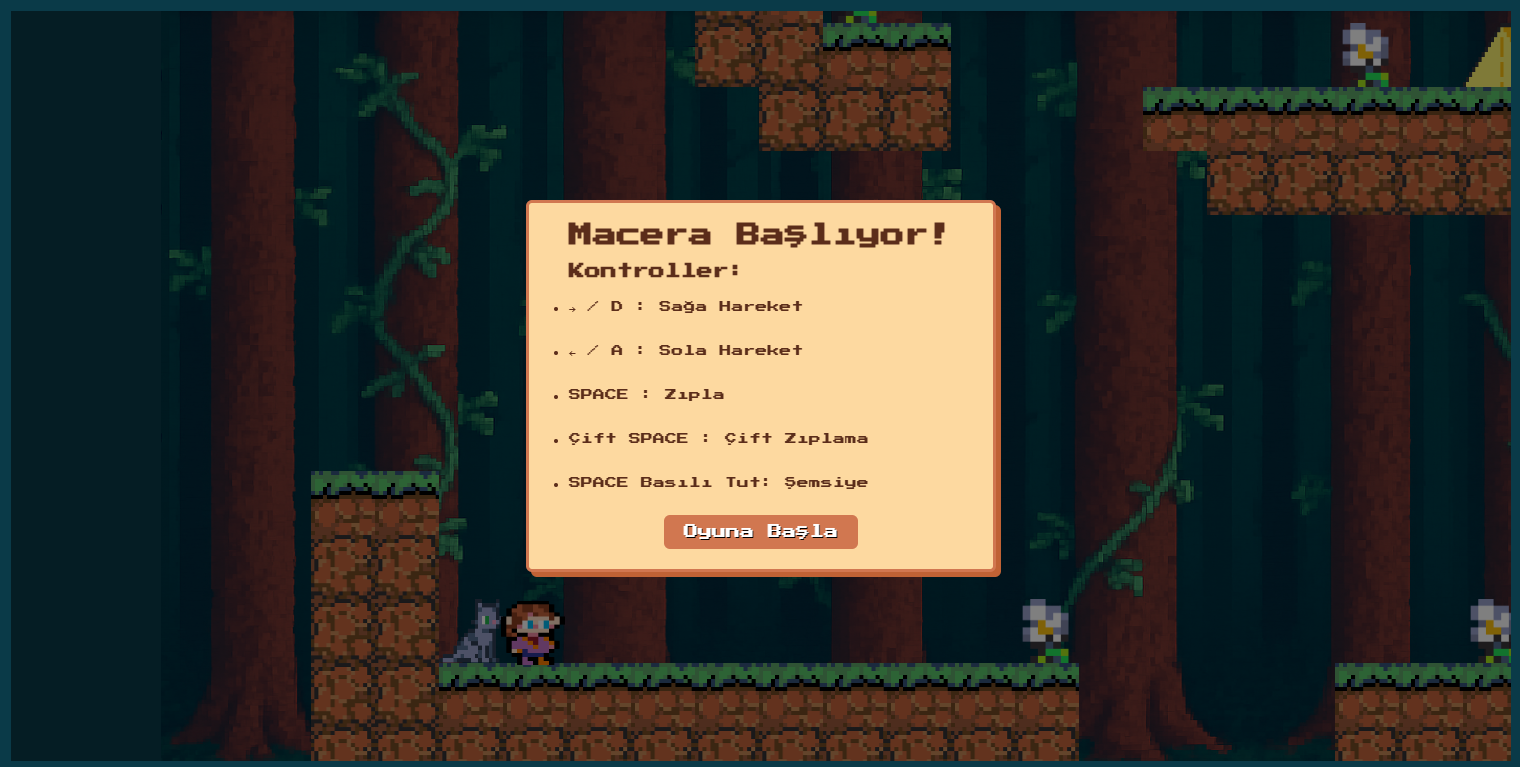 Macera Başlıyor!
Kontroller:
• → / D : Sağa Hareket
• ← / A : Sola Hareket
• SPACE : Zıpla
• Çift SPACE : Çift Zıplama
• SPACE Basılı Tut: Şemsiye
Oyuna Başla